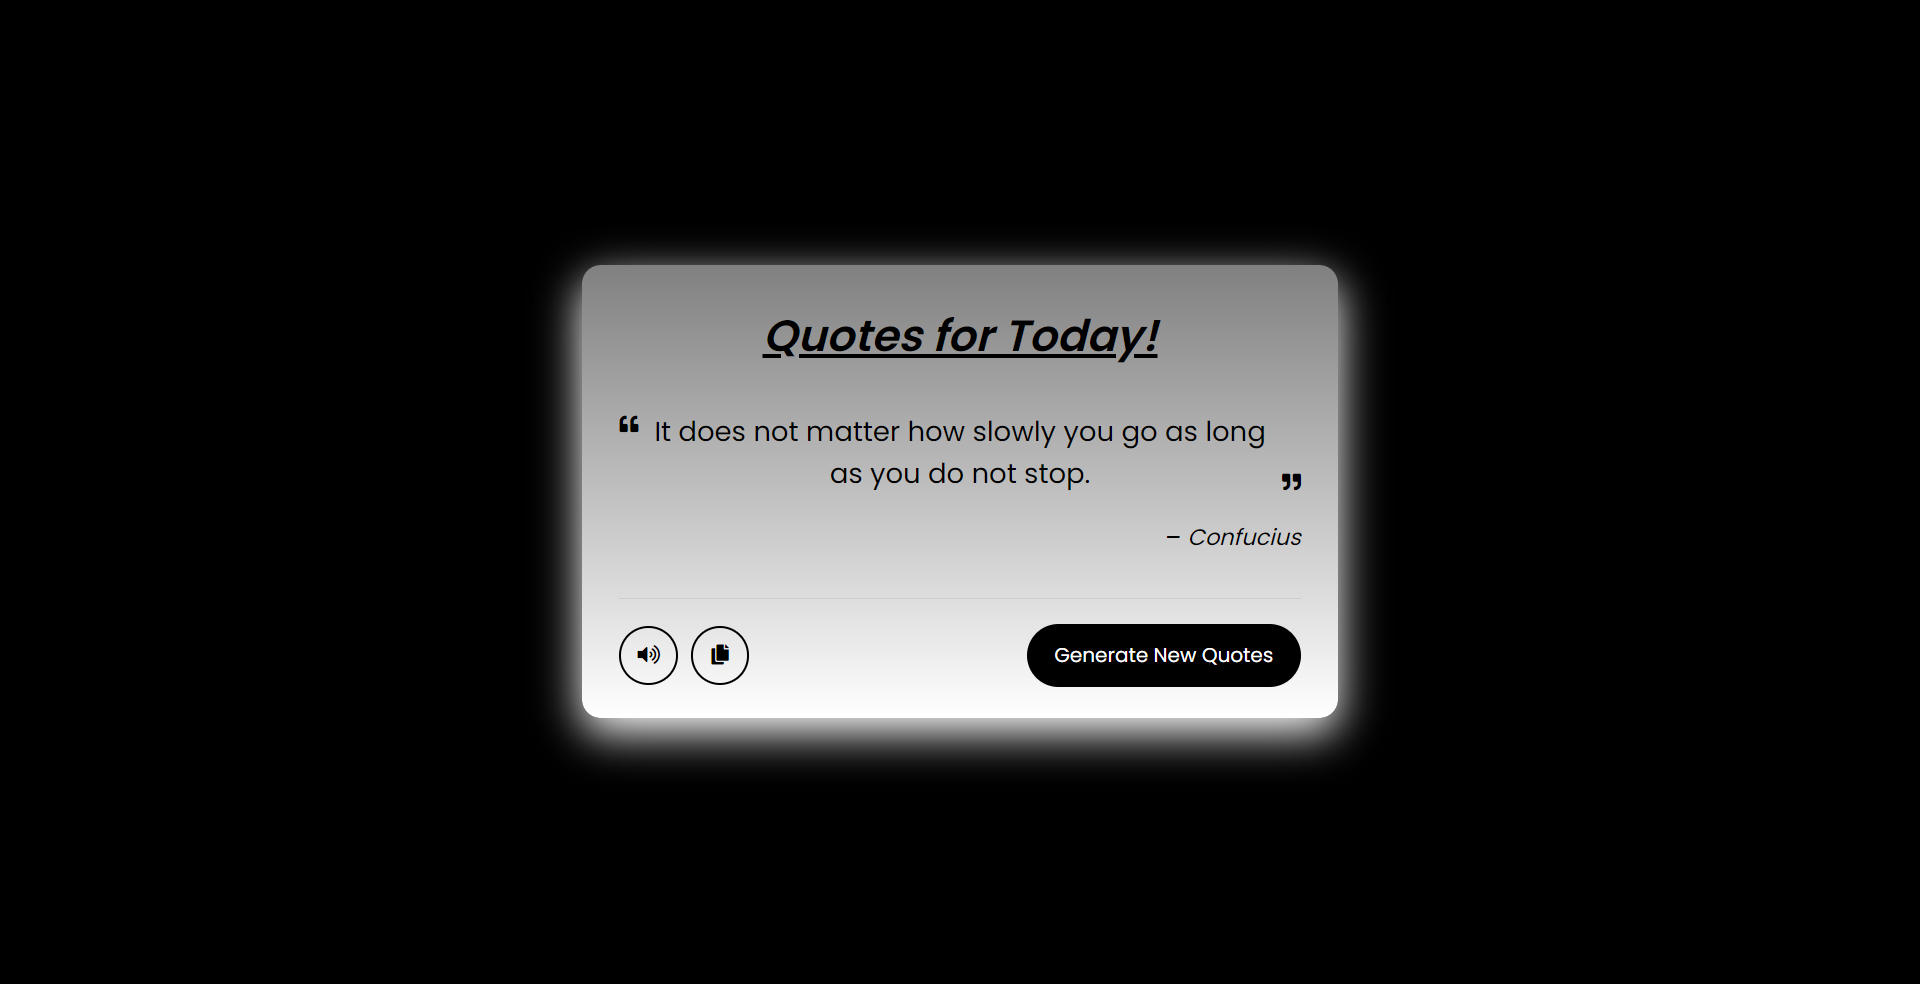 Quotes for Today!
“ It does not matter how slowly you go as long
as you do not stop. ”
– Confucius
Generate New Quotes